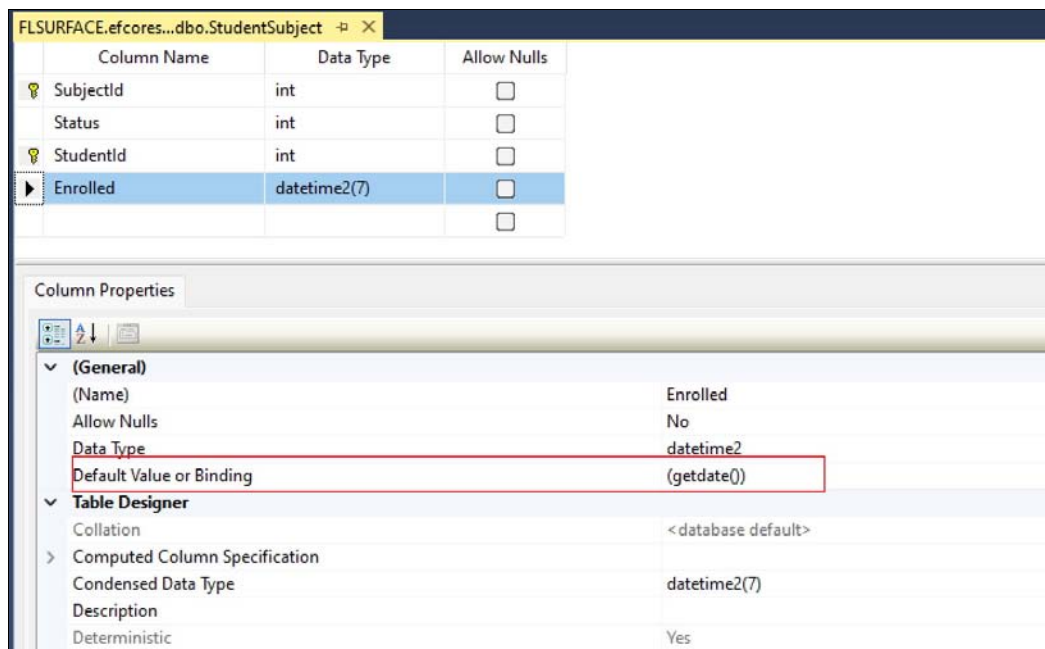 FLSURFACE.efcores...dbo.StudentSubject
Column Name Data Type Allow Nulls
SubjectId int
Status int
StudentId int
Enrolled datetime2(7)
Column Properties
(General)
(Name) Enrolled
Allow Nulls No
Data Type datetime2
Default Value or Binding (getdate())
Table Designer
Collation <database default>
Computed Column Specification
Condensed Data Type datetime2(7)
Description
Deterministic Yes